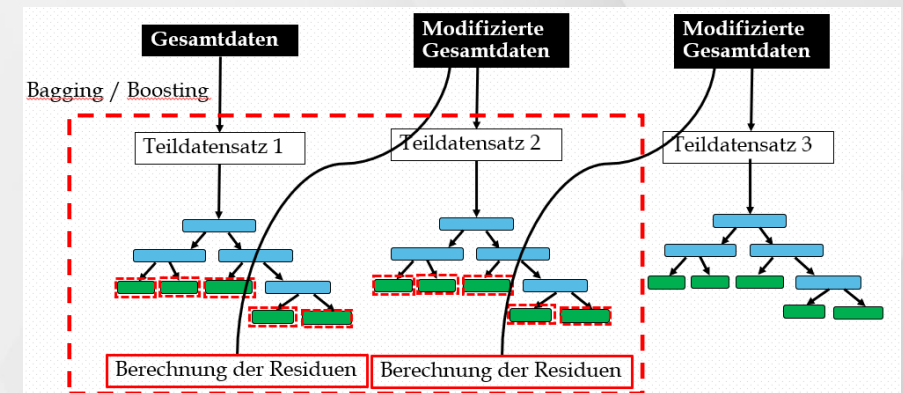 Gesamtdaten
Modifizierte
Gesamtdaten
Modifizierte
Gesamtdaten
Bagging / Boosting
Teildatensatz 1
Teildatensatz 2
Teildatensatz 3
Berechnung der Residuen
Berechnung der Residuen